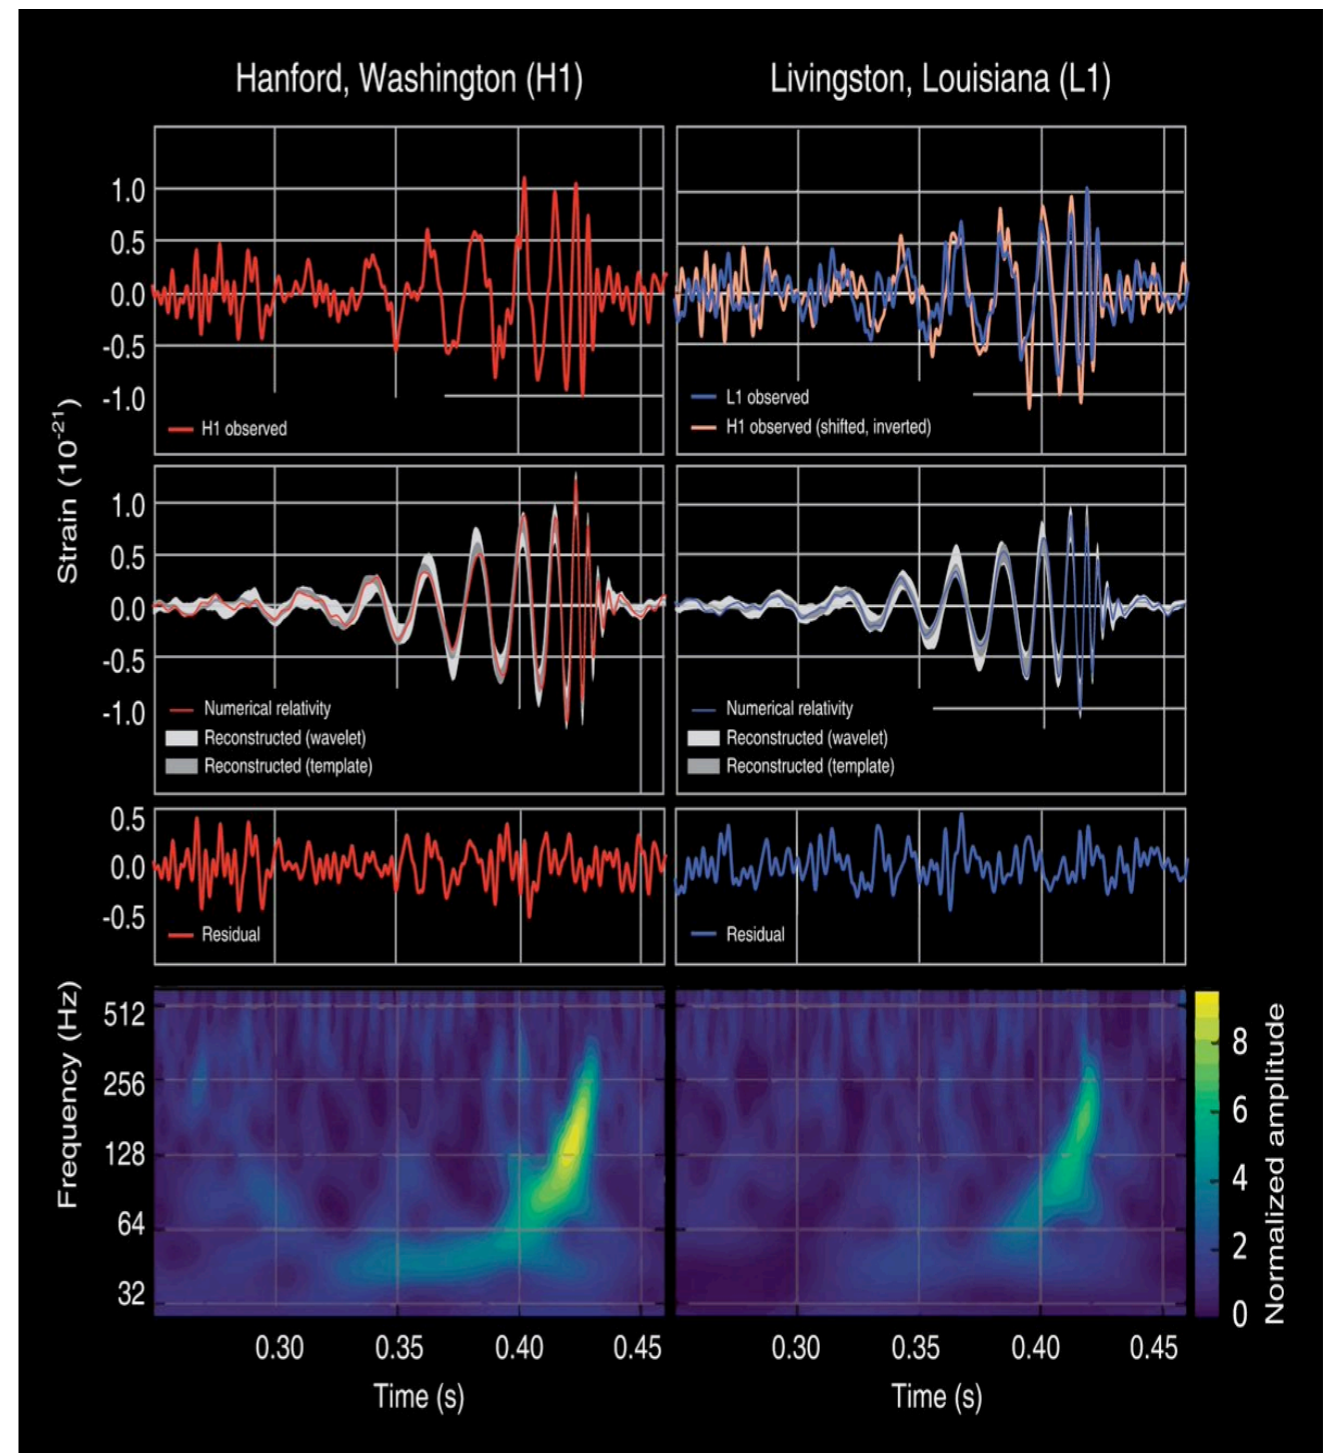 Hanford, Washington (H1)
Livingston, Louisiana (L1)
Strain (10⁻²¹)
1.0
0.5
0.0
-0.5
-1.0
H1 observed
L1 observed
H1 observed (shifted, inverted)
1.0
0.5
0.0
-0.5
-1.0
Numerical relativity
Reconstructed (wavelet)
Reconstructed (template)
Numerical relativity
Reconstructed (wavelet)
Reconstructed (template)
0.5
0.0
-0.5
Residual
Residual
Frequency (Hz)
512
256
128
64
32
Normalized amplitude
8
6
4
2
0
0.30 0.35 0.40 0.45
0.30 0.35 0.40 0.45
Time (s)
Time (s)